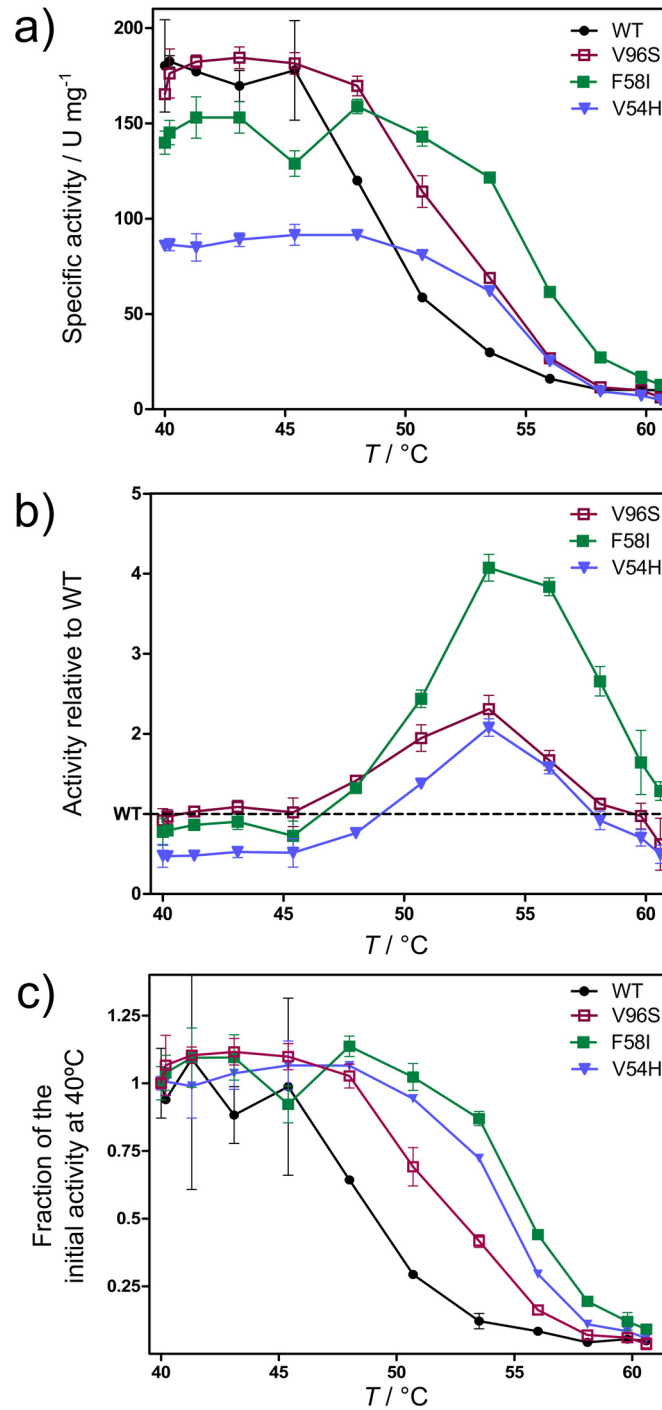 a)
Specific activity / U mg-1
200
150
100
50
0
40
45
50
55
60
T / °C
WT
V96S
F58I
V54H
b)
Activity relative to WT
5
4
3
2
WT
0
40
45
50
55
60
T / °C
V96S
F58I
V54H
c)
Fraction of the
initial activity at 40ºC
1.25
1
0.75
0.5
0.25
40
45
50
55
60
T / °C
WT
V96S
F58I
V54H